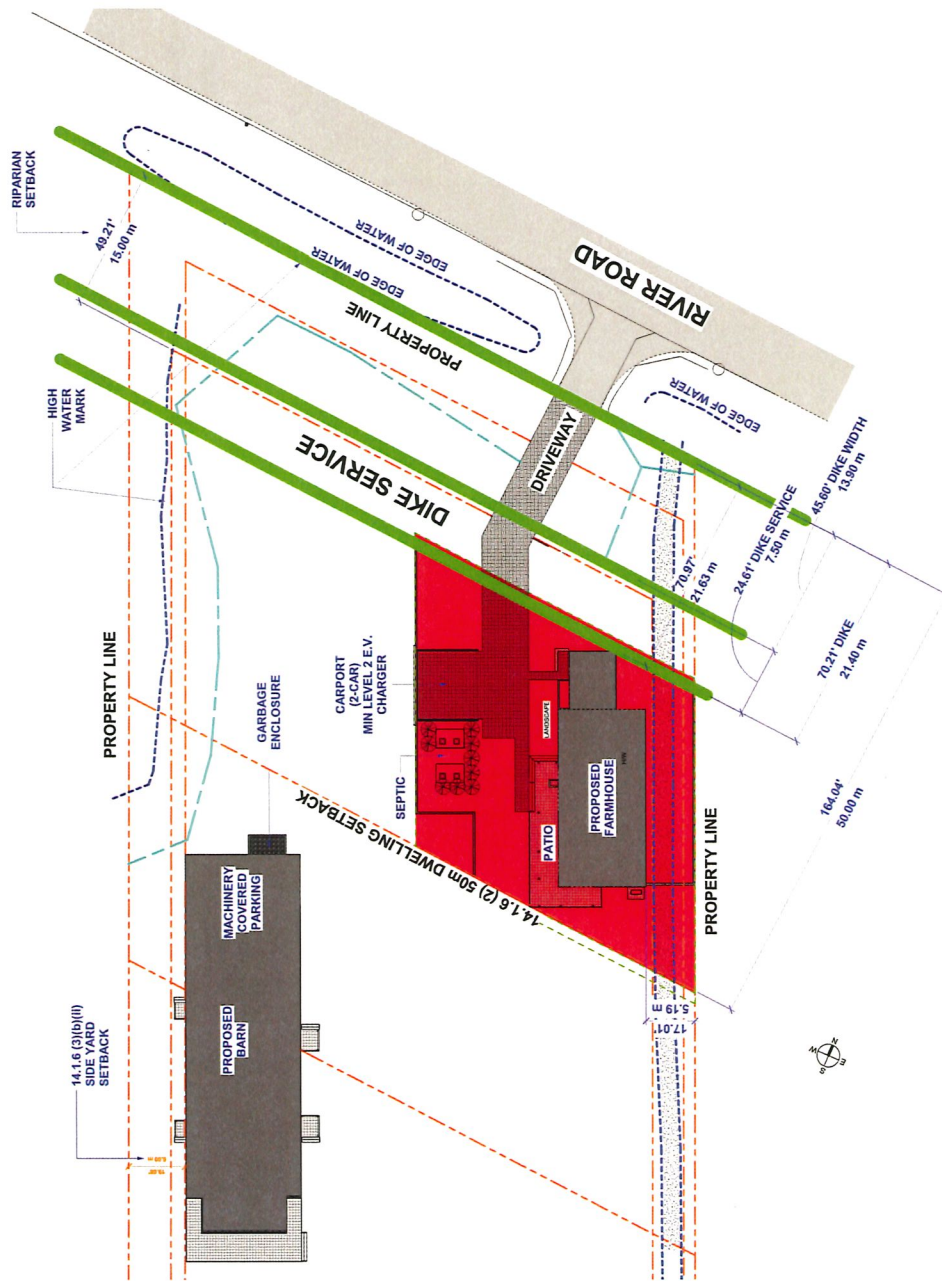 RIPARIAN
SETBACK
49.21'
15.00 m
EDGE OF WATER
EDGE OF WATER
RIVER ROAD
HIGH
WATER
MARK
PROPERTY LINE
DIKE SERVICE
DRIVEWAY
EDGE OF WATER
PROPERTY LINE
GARBAGE
ENCLOSURE
CARPORT
(2-CAR)
MIN LEVEL 2 E.V.
CHARGER
SEPTIC
14.1.6 (2) 50m DWELLING SETBACK
LANDSCAPE
PATIO
PROPOSED
FARMHOUSE
HW
70.97'
21.63 m
24.61' DIKE SERVICE
7.50 m
45.60' DIKE WIDTH
13.90 m
70.21' DIKE
21.40 m
164.04'
50.00 m
PROPERTY LINE
MACHINERY
COVERED
PARKING
PROPOSED
BARN
14.1.6 (3)(b)(ii)
SIDE YARD
SETBACK
17.01'
5.19 m
N
W
E
S